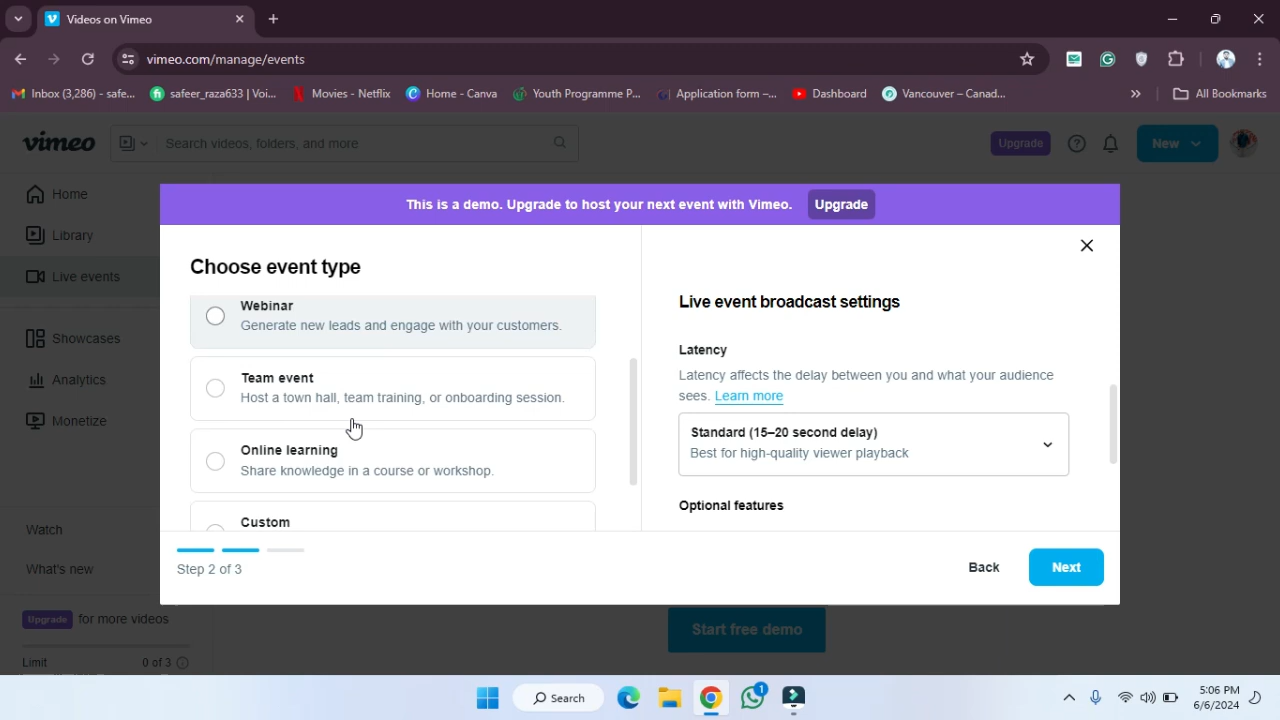 Videos on Vimeo
vimeo.com/manage/events
Inbox (3,286) - safe...
safeer_raza633 | Voi...
Movies - Netflix
Home - Canva
Youth Programme P...
Application form –...
Dashboard
Vancouver – Canad...
»
All Bookmarks
vimeo
Search videos, folders, and more
Upgrade
New
Home
Library
Live events
Showcases
Analytics
Monetize
Watch
What's new
Upgrade for more videos
Limit
0 of 3
This is a demo. Upgrade to host your next event with Vimeo.
Upgrade
Choose event type
Webinar
Generate new leads and engage with your customers.
Team event
Host a town hall, team training, or onboarding session.
Online learning
Share knowledge in a course or workshop.
Custom
Step 2 of 3
Live event broadcast settings
Latency
Latency affects the delay between you and what your audience
sees. Learn more
Standard (15–20 second delay)
Best for high-quality viewer playback
Optional features
Back
Next
Start free demo
Search
1
5:06 PM
6/6/2024